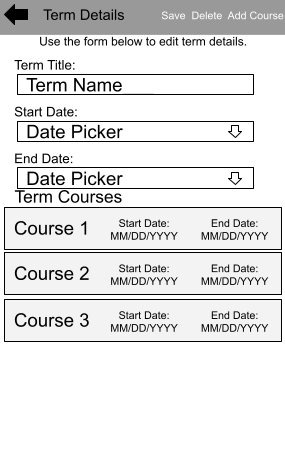 Term Details Save Delete Add Course
Use the form below to edit term details.
Term Title:
Term Name
Start Date:
Date Picker
End Date:
Date Picker
Term Courses
Course 1 Start Date: End Date:
MM/DD/YYYY MM/DD/YYYY
Course 2 Start Date: End Date:
MM/DD/YYYY MM/DD/YYYY
Course 3 Start Date: End Date:
MM/DD/YYYY MM/DD/YYYY